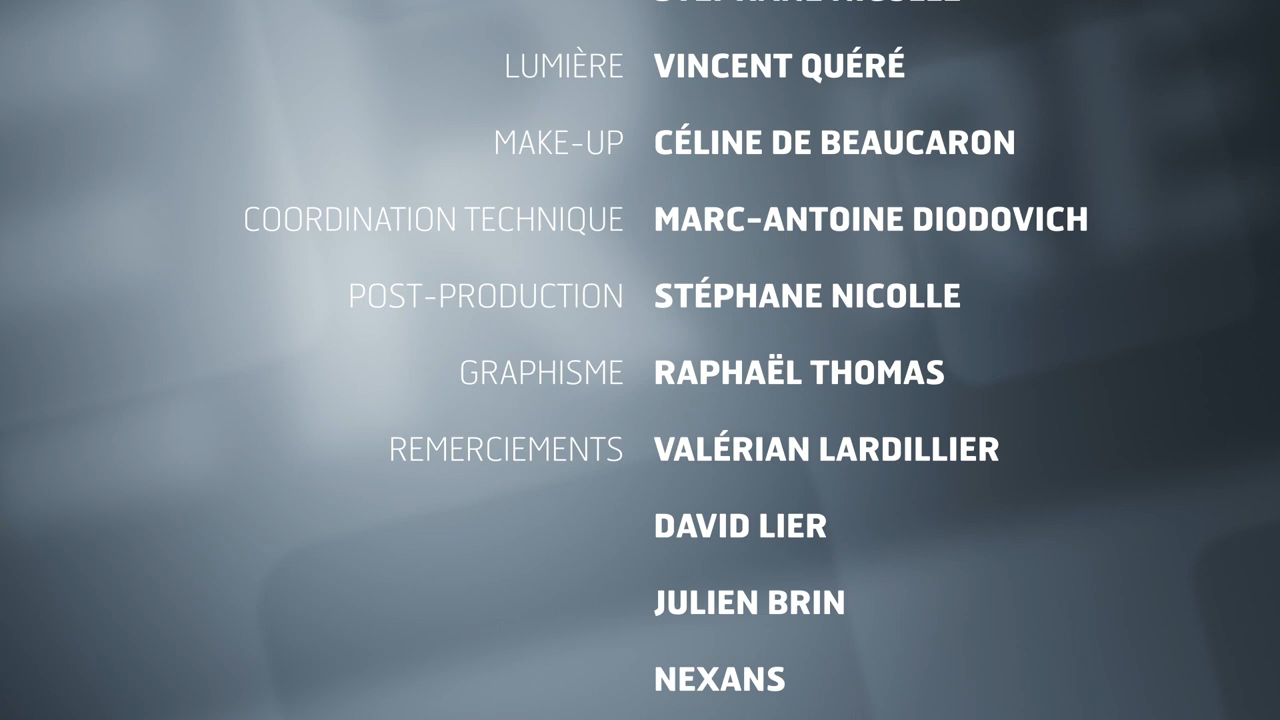 LUMIÈRE VINCENT QUÉRÉ
MAKE-UP CÉLINE DE BEAUCARON
COORDINATION TECHNIQUE MARC-ANTOINE DIODOVICH
POST-PRODUCTION STÉPHANE NICOLLE
GRAPHISME RAPHAËL THOMAS
REMERCIEMENTS VALÉRIAN LARDILLIER
DAVID LIER
JULIEN BRIN
NEXANS